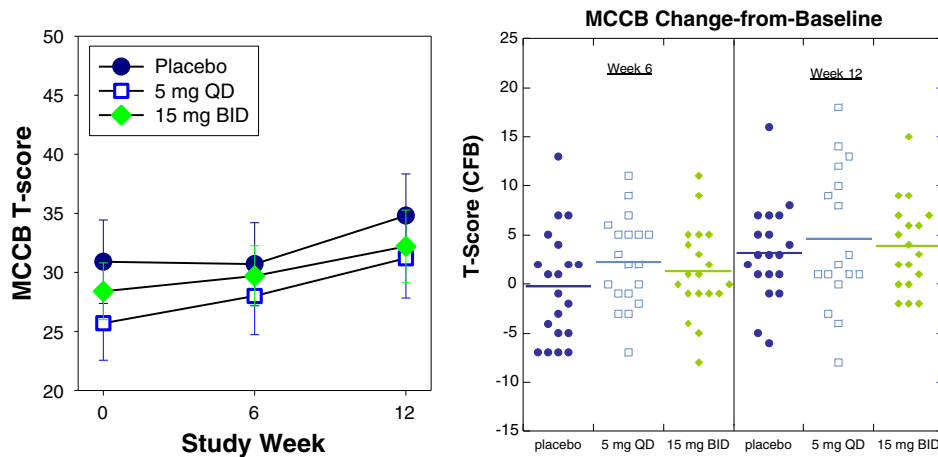 50
45
40
35
30
25
20
MCCB T-score
Placebo
5 mg QD
15 mg BID
0
6
12
Study Week
MCCB Change-from-Baseline
25
20
15
10
5
0
-5
-10
-15
T-Score (CFB)
Week 6
Week 12
placebo
5 mg QD
15 mg BID
placebo
5 mg QD
15 mg BID